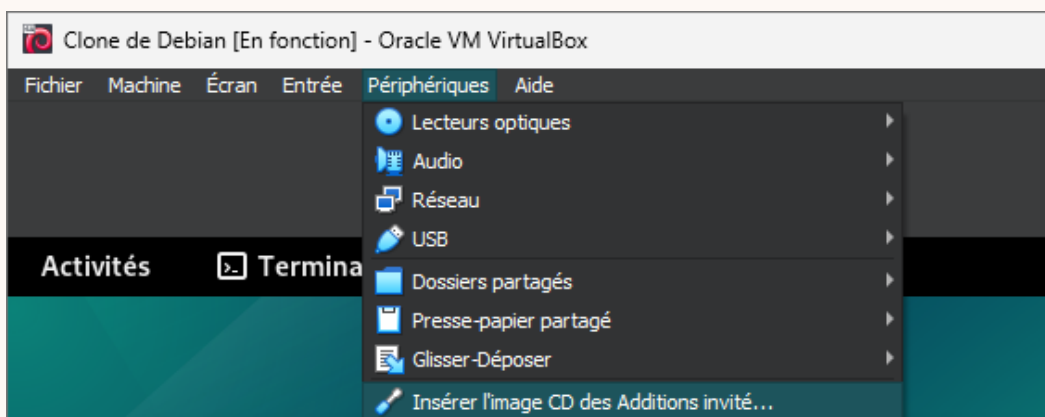 Clone de Debian [En fonction] - Oracle VM VirtualBox
Fichier Machine Écran Entrée Périphériques Aide
Lecteurs optiques
Audio
Réseau
USB
Activités Termina
Dossiers partagés
Presse-papier partagé
Glisser-Déposer
Insérer l'image CD des Additions invité...